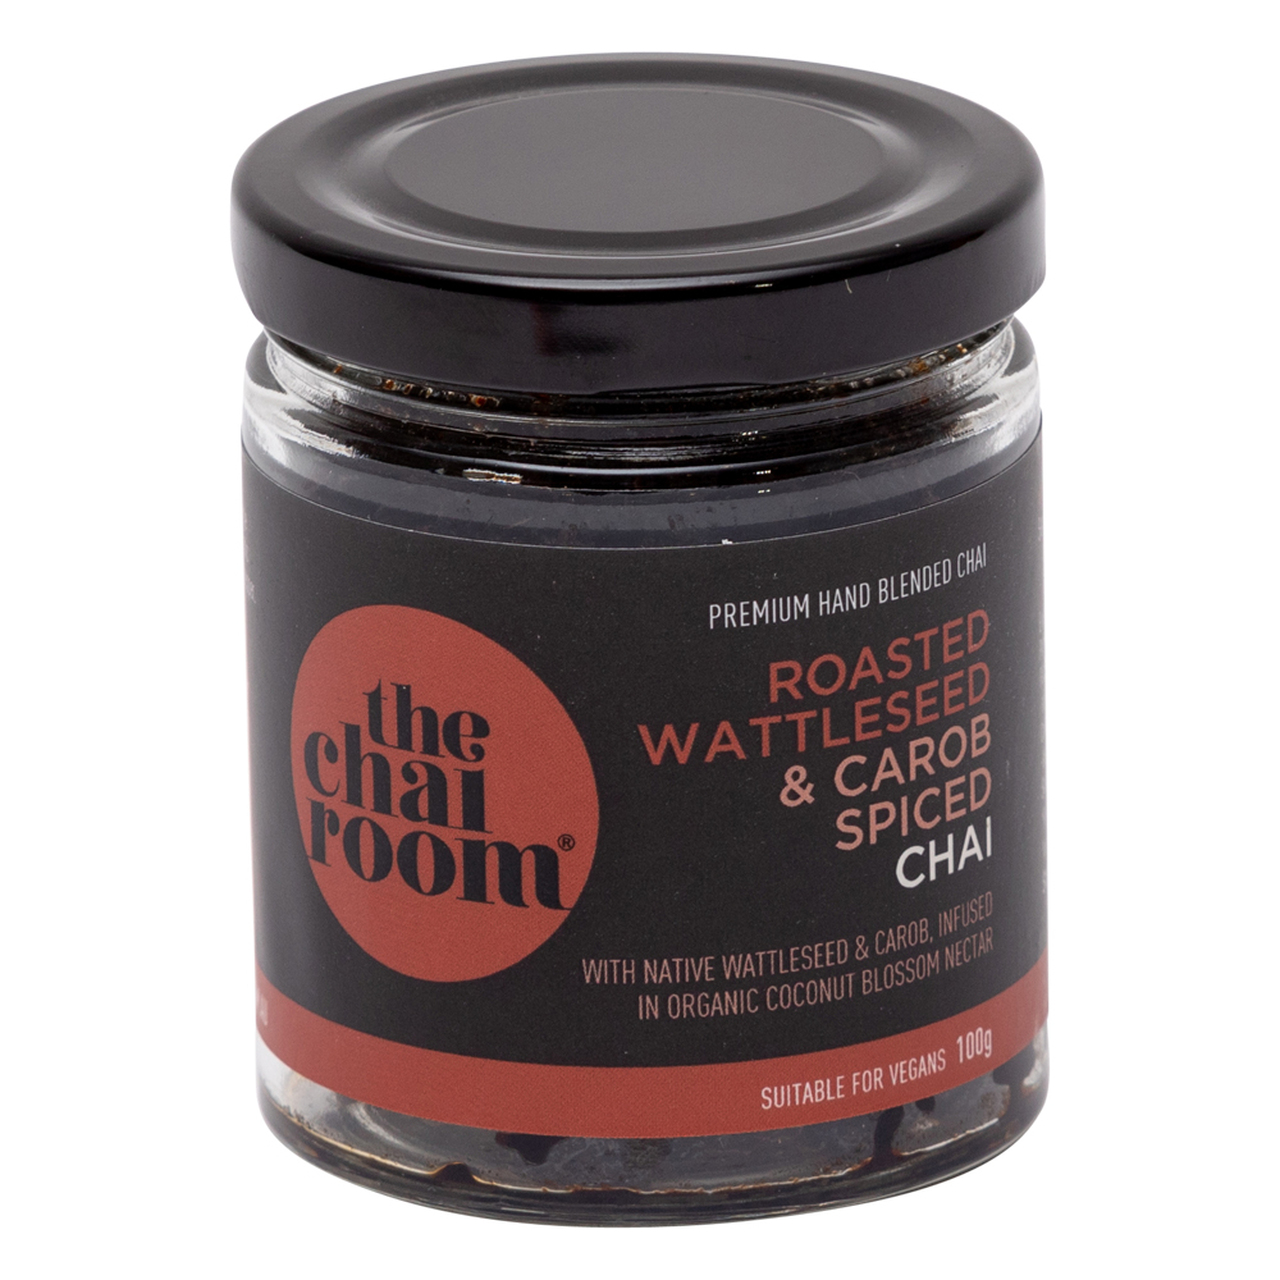 the
chai
room®
PREMIUM HAND BLENDED CHAI
ROASTED
WATTLESEED
& CAROB
SPICED
CHAI
WITH NATIVE WATTLESEED & CAROB, INFUSED
IN ORGANIC COCONUT BLOSSOM NECTAR
SUITABLE FOR VEGANS 100g